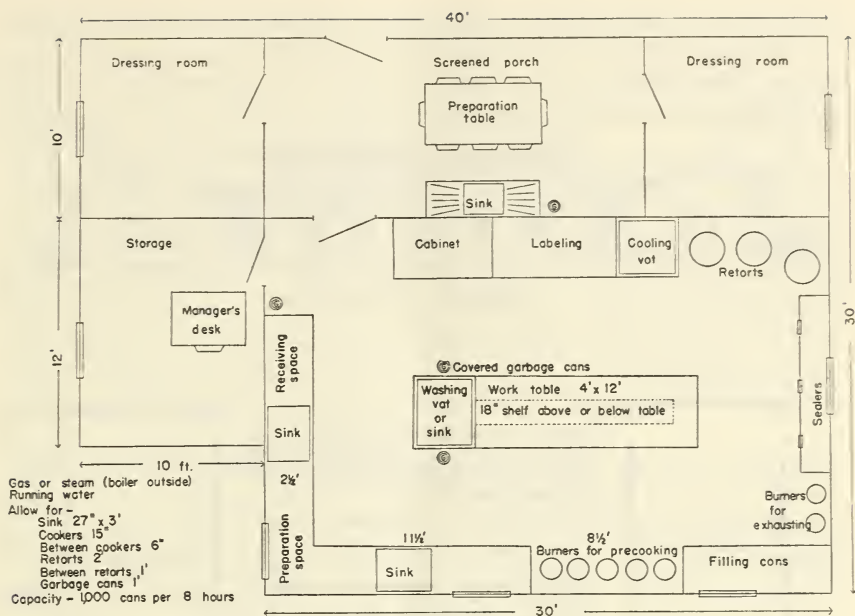 40'
Dressing room
Screened porch
Dressing room
Preparation
table
10'
Sink
Storage
Cabinet
Labeling
Cooling
vat
Retorts
Manager's
desk
30'
12'
Receiving
space
Covered garbage cans
Washing
vat
or
sink
Work table 4' x 12'
18" shelf above or below table
Sealers
Sink
10 ft.
2½'
Gas or steam (boiler outside)
Running water
Allow for -
Sink 27" x 3'
Cookers 15"
Between cookers 6"
Retorts 2'
Between retorts 1'
Garbage cans 1'
Capacity - 1,000 cans per 8 hours
Preparation
space
Burners
for
exhausting
11½'
8½'
Burners for precooking
Sink
Filling cans
30'